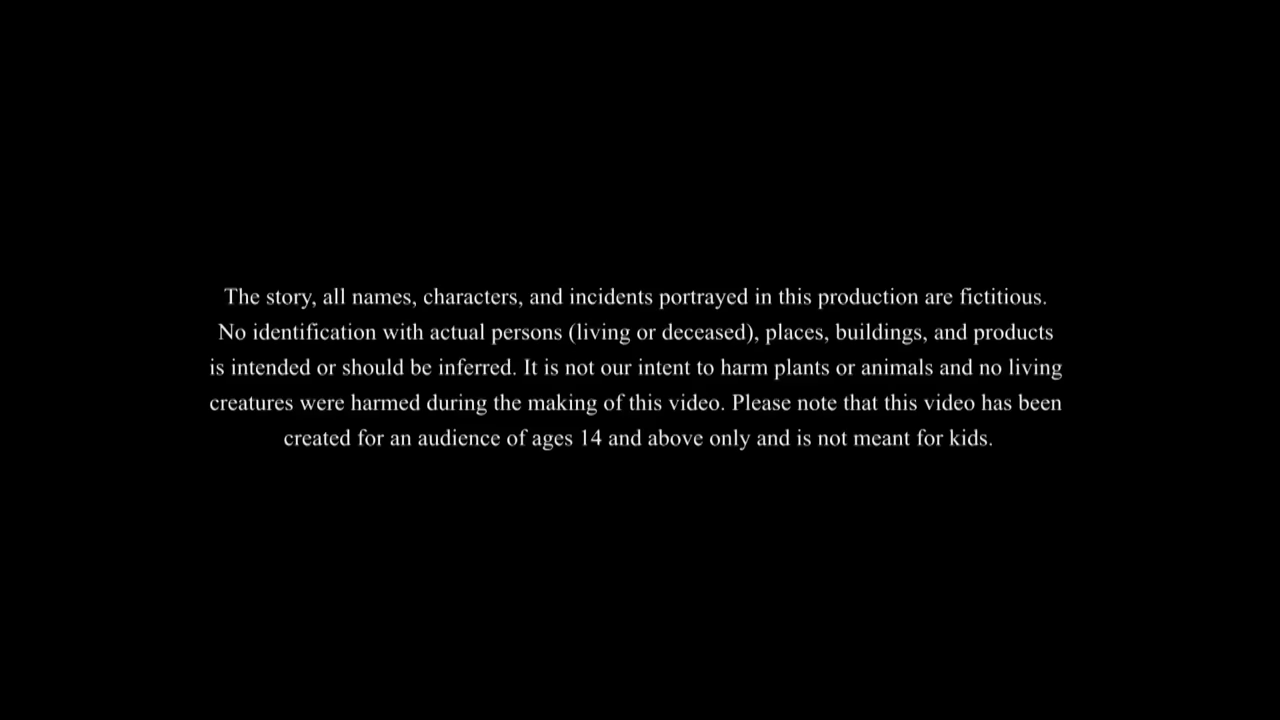 The story, all names, characters, and incidents portrayed in this production are fictitious.
No identification with actual persons (living or deceased), places, buildings, and products
is intended or should be inferred. It is not our intent to harm plants or animals and no living
creatures were harmed during the making of this video. Please note that this video has been
created for an audience of ages 14 and above only and is not meant for kids.